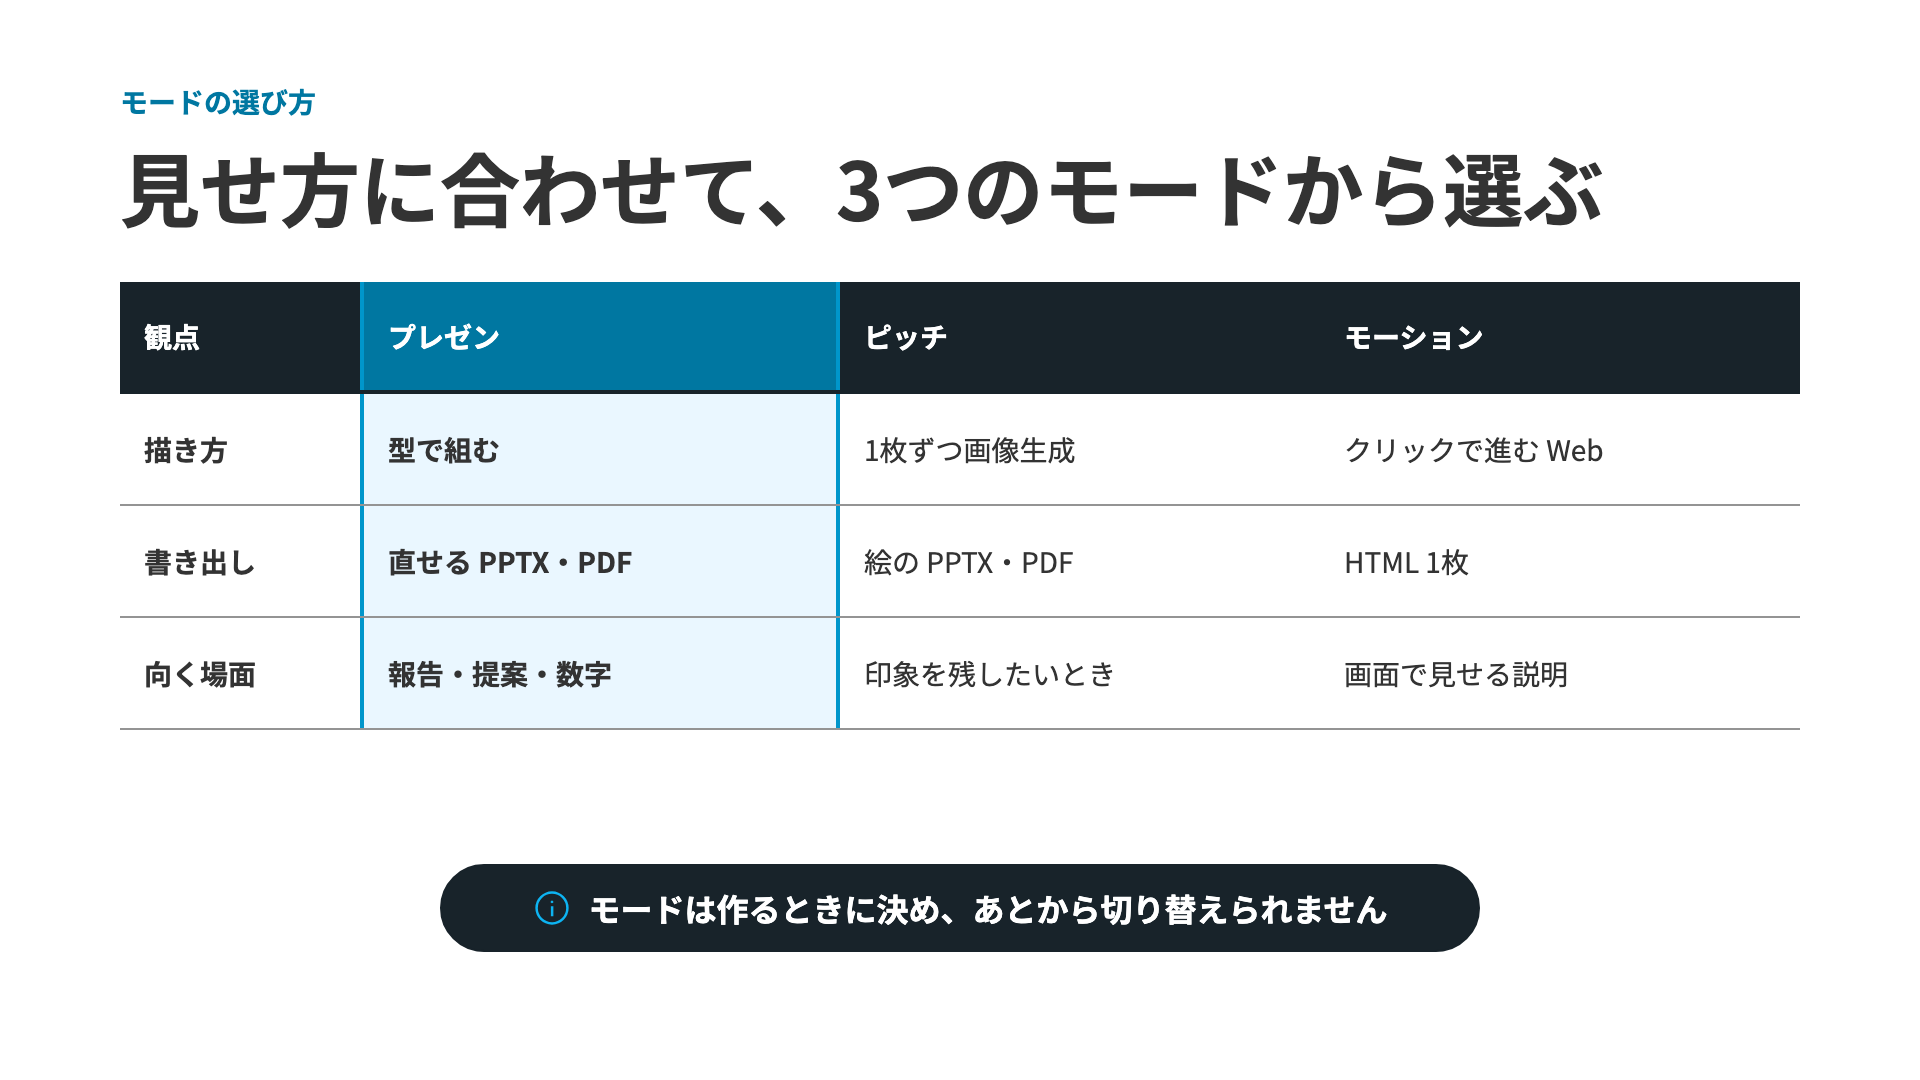 モードの選び方
見せ方に合わせて、3つのモードから選ぶ
観点 プレゼン ピッチ モーション
描き方 型で組む 1枚ずつ画像生成 クリックで進む Web
書き出し 直せる PPTX・PDF 絵の PPTX・PDF HTML 1枚
向く場面 報告・提案・数字 印象を残したいとき 画面で見せる説明
モードは作るときに決め、あとから切り替えられません